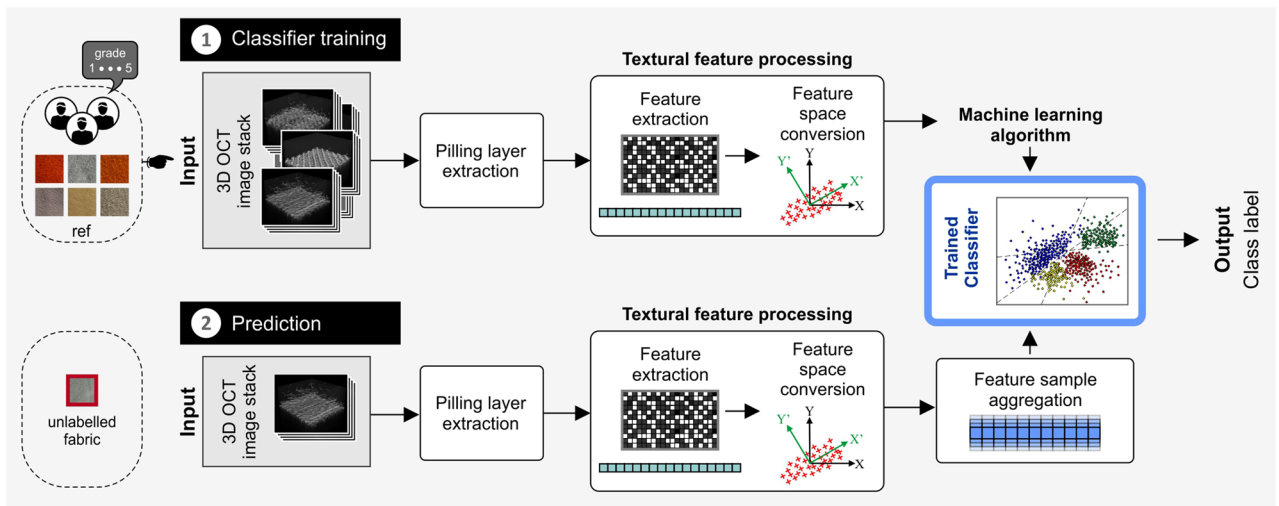 1 Classifier training
grade
1 ● ● ● 5
ref
Input
3D OCT
image stack
Pilling layer
extraction
Textural feature processing
Feature
extraction
Feature
space
conversion
Y
Y'
X'
X
Machine learning
algorithm
Trained
Classifier
Output
Class label
2 Prediction
unlabelled
fabric
Input
3D OCT
image stack
Pilling layer
extraction
Textural feature processing
Feature
extraction
Feature
space
conversion
Y
Y'
X'
X
Feature sample
aggregation